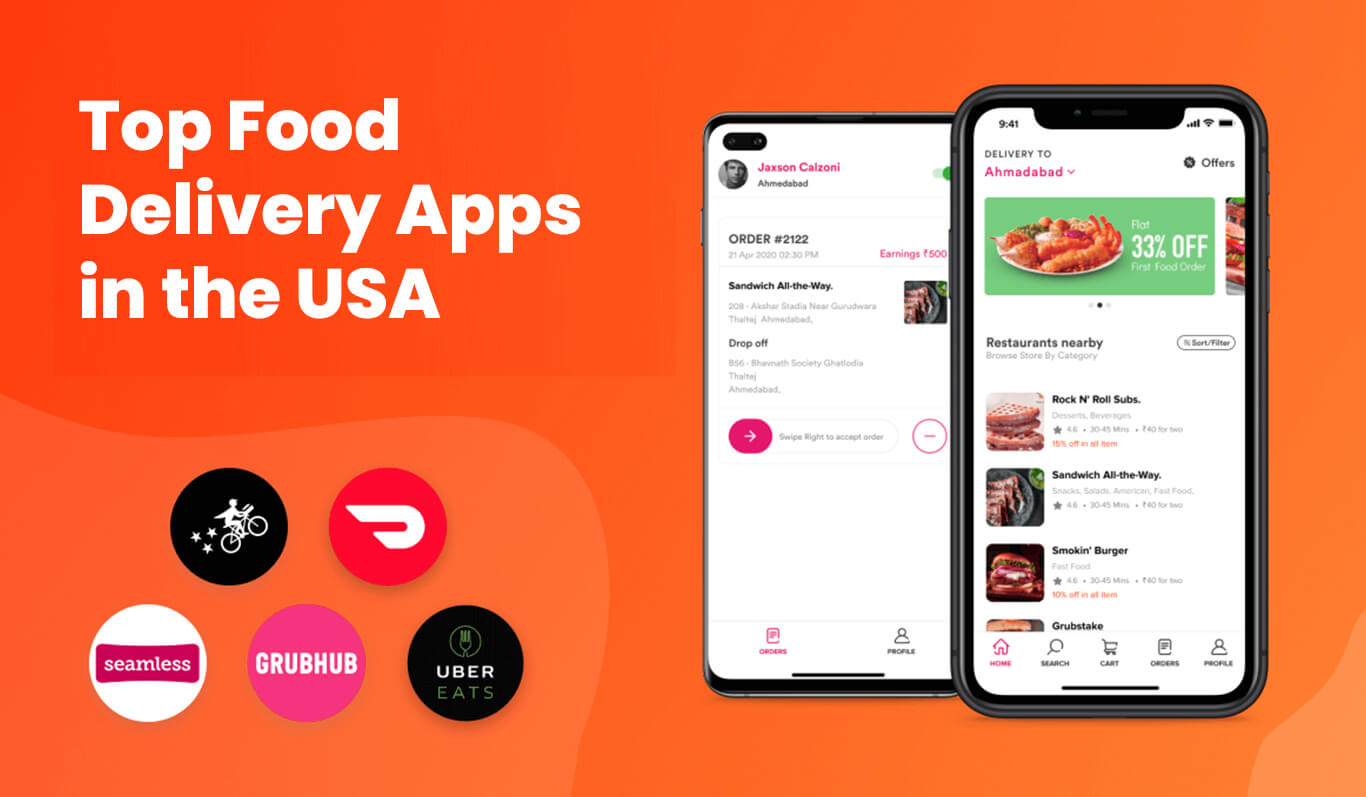 Top Food
Delivery Apps
in the USA
seamless
GRUBHUB
UBER
EATS
Jaxson Calzoni
Ahmedabad
ORDER #2122
21 Apr 2020 02:30 PM
Earnings ₹500
Sandwich All-the-Way.
208 - Akshar Stadia Near Gurudwara
Thaltej Ahmedabad,
Drop off
B56 - Bhavnath Society Ghatlodia
Thaltej
Ahmedabad,
Swipe Right to accept order
ORDERS
PROFILE
9:41
DELIVERY TO
Ahmadabad
Offers
Flat
33% OFF
First Food Order
Restaurants nearby
Browse Store By Category
Sort/Filter
Rock N' Roll Subs.
Desserts, Beverages
4.6 • 30-45 Mins • ₹40 for two
15% off in all item
Sandwich All-the-Way.
Snacks, Salads, American, Fast Food,
4.6 • 30-45 Mins • ₹40 for two
Smokin' Burger
Fast Food
4.6 • 30-45 Mins • ₹40 for two
10% off in all item
Grubstake
HOME
SEARCH
CART
ORDERS
PROFILE